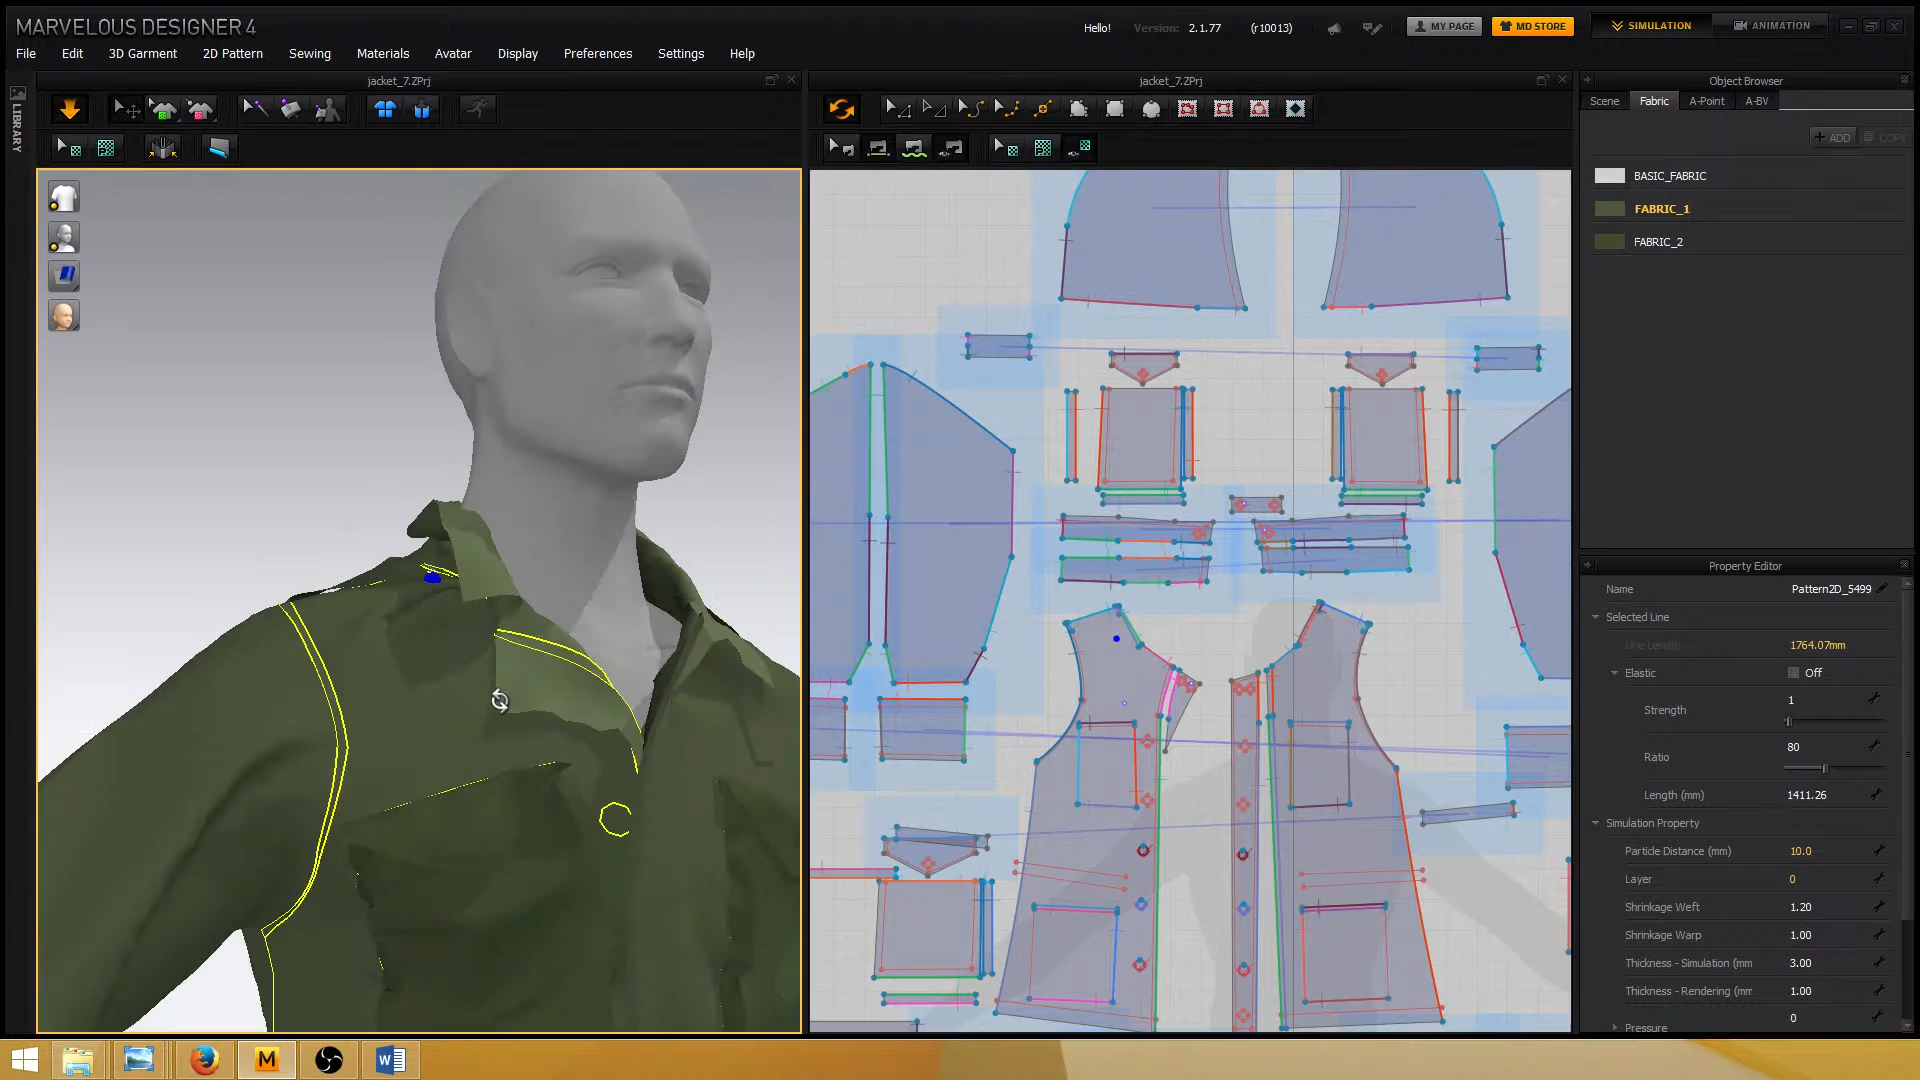 MARVELOUS DESIGNER 4
Hello!
Version: 2.1.77 (r10013)
MY PAGE
MD STORE
SIMULATION
ANIMATION
File Edit 3D Garment 2D Pattern Sewing Materials Avatar Display Preferences Settings Help
LIBRARY
jacket_7.ZPrj
jacket_7.ZPrj
Object Browser
Scene Fabric A-Point A-BV
+ ADD COPY
BASIC_FABRIC
FABRIC_1
FABRIC_2
Property Editor
Name Pattern2D_5499
Selected Line
Line Length 1764.07mm
Elastic Off
Strength 1
Ratio 80
Length (mm) 1411.26
Simulation Property
Particle Distance (mm) 10.0
Layer 0
Shrinkage Weft 1.20
Shrinkage Warp 1.00
Thickness - Simulation (mm 3.00
Thickness - Rendering (mm 1.00
Pressure 0
M
W